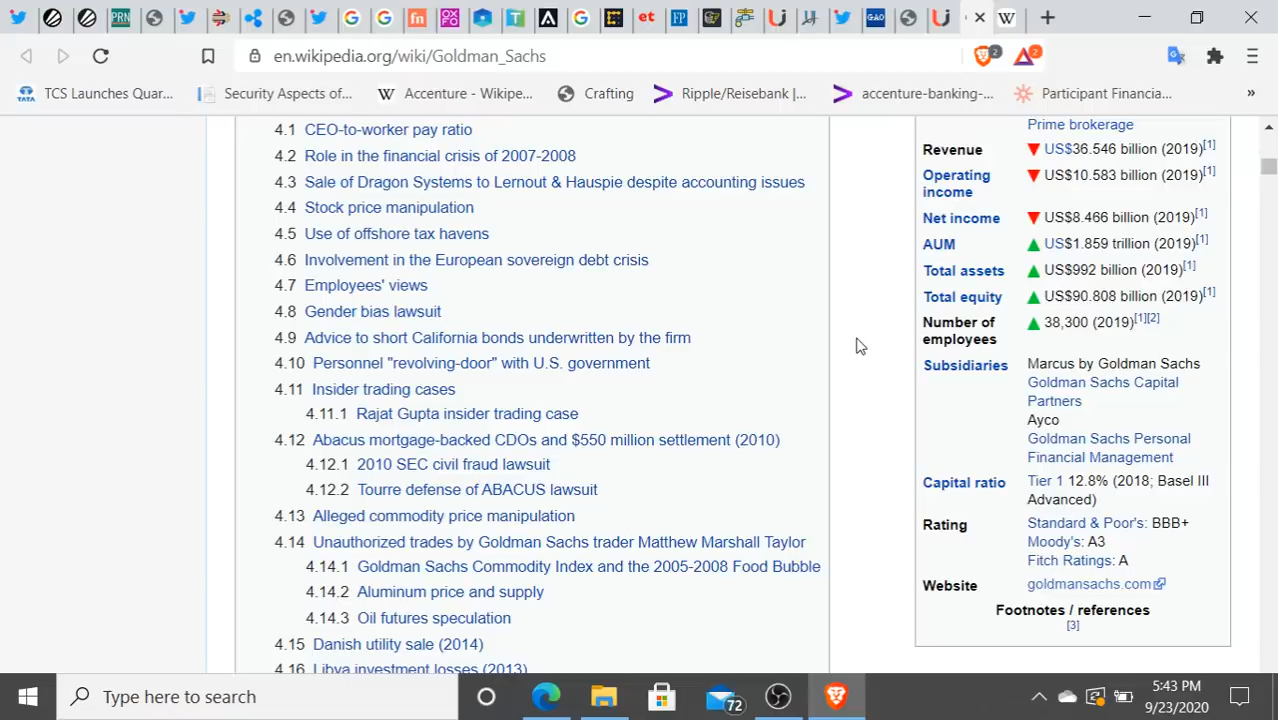 en.wikipedia.org/wiki/Goldman_Sachs
2
2
TCS Launches Quar...
Security Aspects of...
Accenture - Wikipe...
Crafting
Ripple/Reisebank |...
accenture-banking-...
Participant Financia...
»
4.1 CEO-to-worker pay ratio
4.2 Role in the financial crisis of 2007-2008
4.3 Sale of Dragon Systems to Lernout & Hauspie despite accounting issues
4.4 Stock price manipulation
4.5 Use of offshore tax havens
4.6 Involvement in the European sovereign debt crisis
4.7 Employees' views
4.8 Gender bias lawsuit
4.9 Advice to short California bonds underwritten by the firm
4.10 Personnel "revolving-door" with U.S. government
4.11 Insider trading cases
4.11.1 Rajat Gupta insider trading case
4.12 Abacus mortgage-backed CDOs and $550 million settlement (2010)
4.12.1 2010 SEC civil fraud lawsuit
4.12.2 Tourre defense of ABACUS lawsuit
4.13 Alleged commodity price manipulation
4.14 Unauthorized trades by Goldman Sachs trader Matthew Marshall Taylor
4.14.1 Goldman Sachs Commodity Index and the 2005-2008 Food Bubble
4.14.2 Aluminum price and supply
4.14.3 Oil futures speculation
4.15 Danish utility sale (2014)
4.16 Libya investment losses (2013)
Prime brokerage
Revenue ▼ US$36.546 billion (2019)[1]
Operating income ▼ US$10.583 billion (2019)[1]
Net income ▼ US$8.466 billion (2019)[1]
AUM ▲ US$1.859 trillion (2019)[1]
Total assets ▲ US$992 billion (2019)[1]
Total equity ▲ US$90.808 billion (2019)[1]
Number of employees ▲ 38,300 (2019)[1][2]
Subsidiaries Marcus by Goldman Sachs
Goldman Sachs Capital
Partners
Ayco
Goldman Sachs Personal
Financial Management
Capital ratio Tier 1 12.8% (2018; Basel III
Advanced)
Rating Standard & Poor's: BBB+
Moody's: A3
Fitch Ratings: A
Website goldmansachs.com
Footnotes / references
[3]
Type here to search
72
5:43 PM
9/23/2020